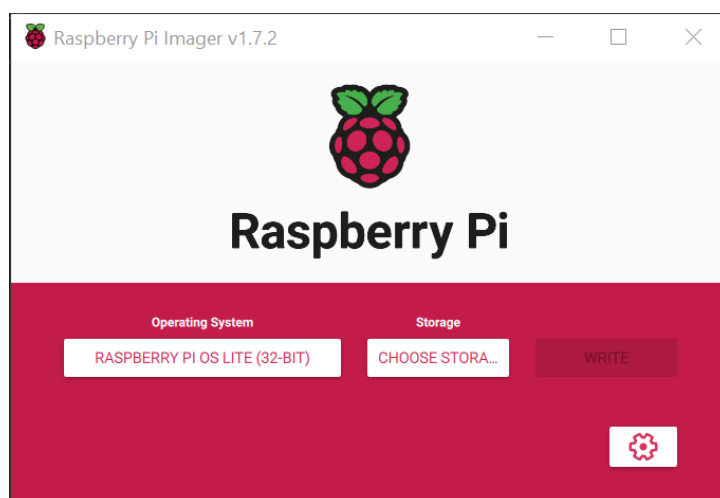 Raspberry Pi Imager v1.7.2
Raspberry Pi
Operating System
Storage
RASPBERRY PI OS LITE (32-BIT)
CHOOSE STORA...
WRITE